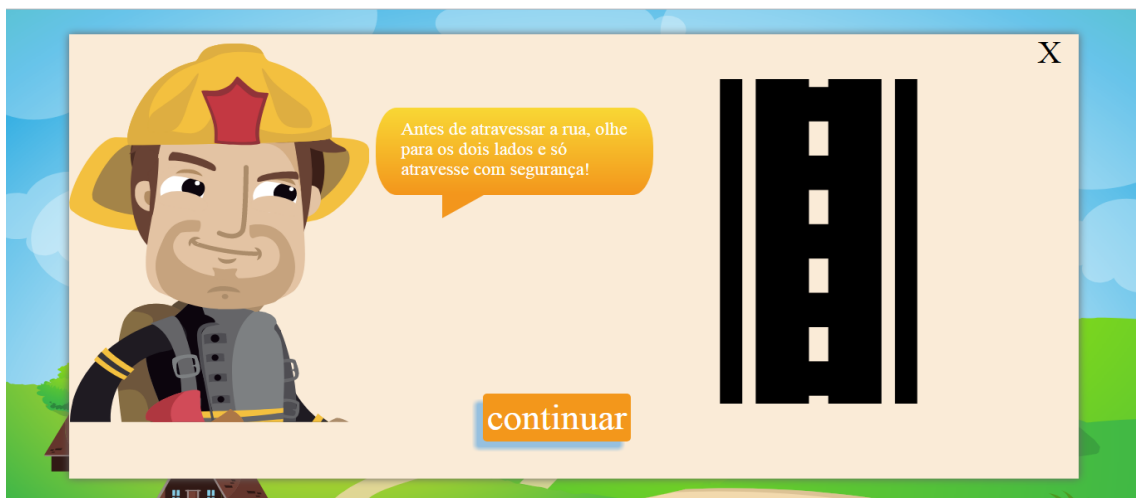 X
Antes de atravessar a rua, olhe
para os dois lados e só
atravesse com segurança!
continuar